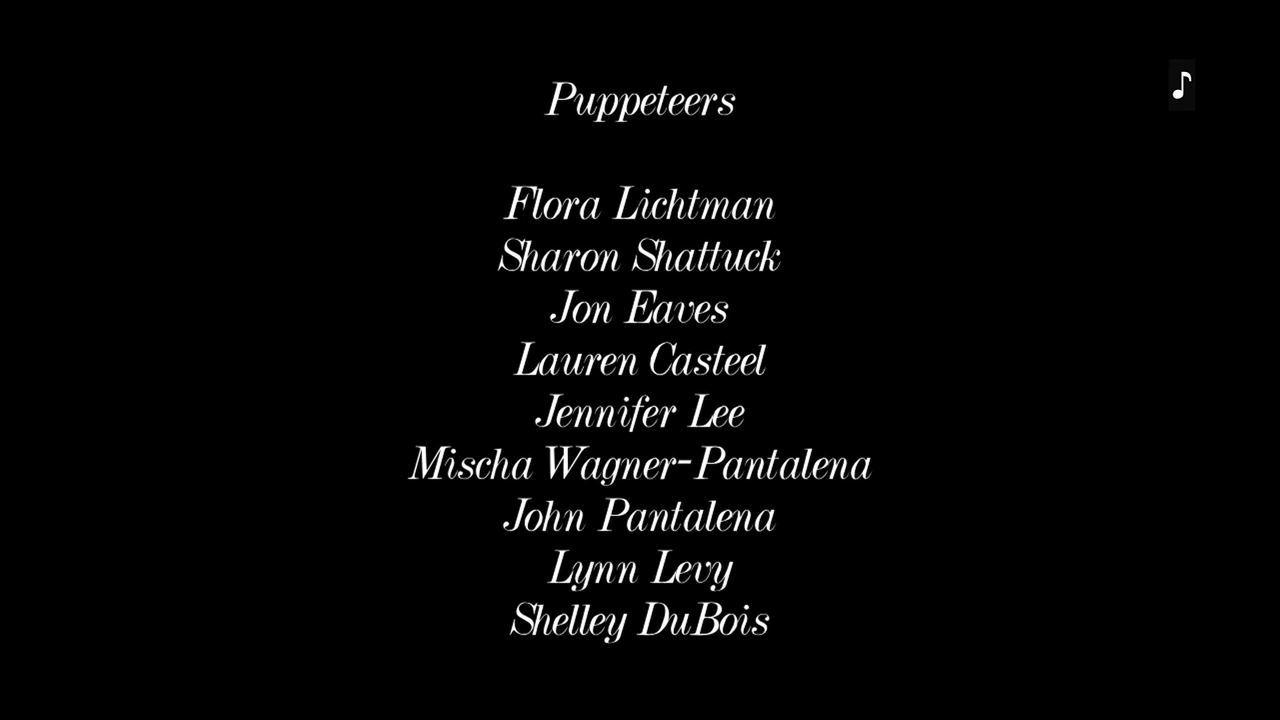 Puppeteers
♪
Flora Lichtman
Sharon Shattuck
Jon Eaves
Lauren Casteel
Jennifer Lee
Mischa Wagner-Pantalena
John Pantalena
Lynn Levy
Shelley DuBois